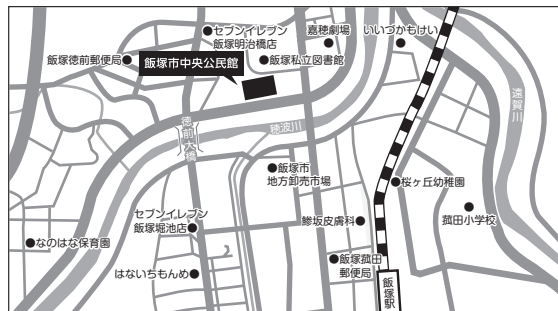 セブンイレブン
飯塚明治橋店
嘉穂劇場
いいづかもけい
飯塚徳前郵便局
飯塚私立図書館
飯塚市中央公民館
遠賀川
徳前大橋
穂波川
飯塚市
地方卸売市場
桜ヶ丘幼稚園
セブンイレブン
飯塚堀池店
鯵坂皮膚科
菰田小学校
なのはな保育園
はないちもんめ
飯塚菰田
郵便局
飯塚駅